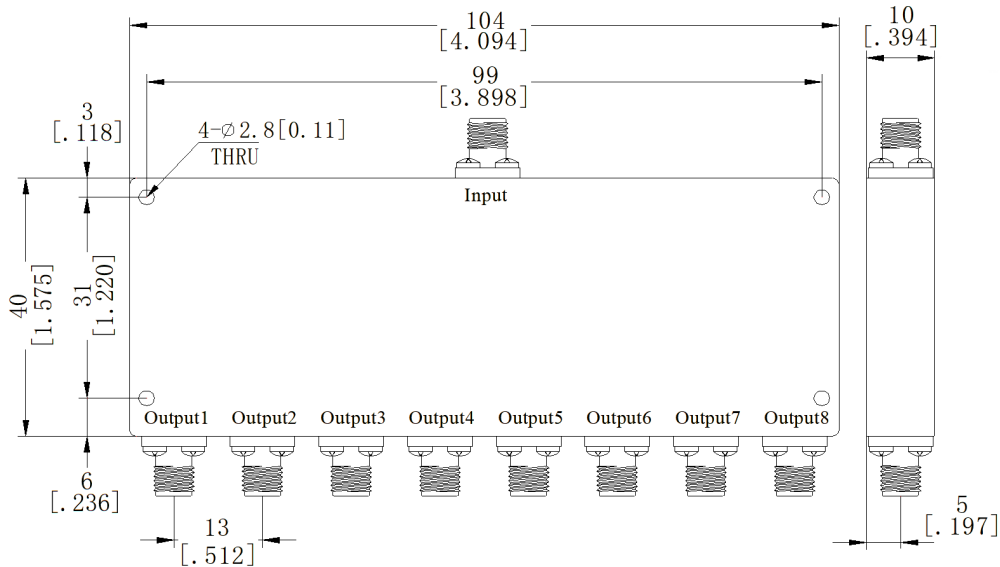 104
[4.094]
10
[.394]
99
[3.898]
3
[.118]
4-∅2.8[0.11]
THRU
Input
40
[1.575]
31
[1.220]
Output1
Output2
Output3
Output4
Output5
Output6
Output7
Output8
6
[.236]
13
[.512]
5
[.197]